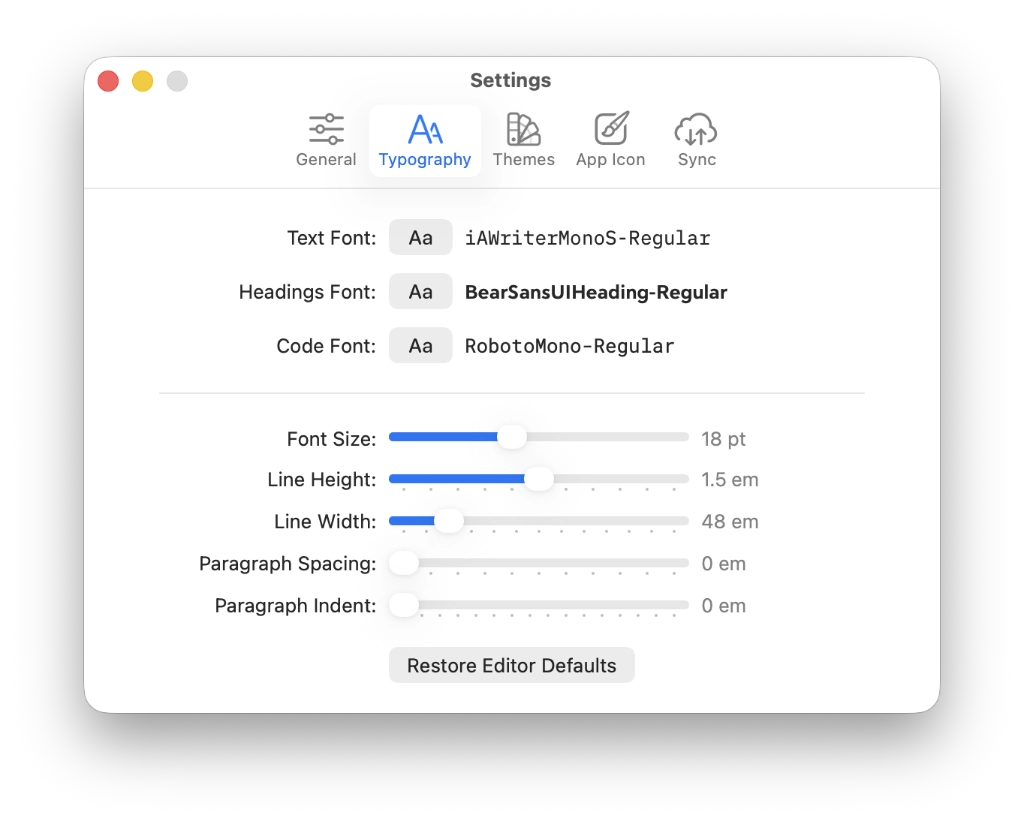 Settings
General Typography Themes App Icon Sync
Text Font: Aa iAWriterMonoS-Regular
Headings Font: Aa BearSansUIHeading-Regular
Code Font: Aa RobotoMono-Regular
Font Size: 18 pt
Line Height: 1.5 em
Line Width: 48 em
Paragraph Spacing: 0 em
Paragraph Indent: 0 em
Restore Editor Defaults